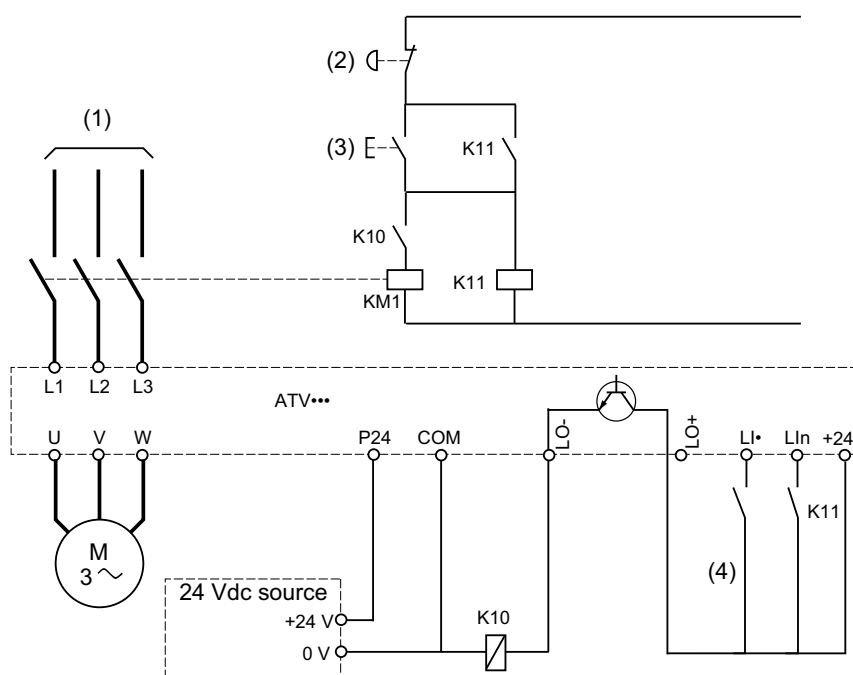 (2)
(1)
(3)
K11
K10
KM1
K11
L1 L2 L3
ATV•••
U V W
P24 COM
LO-
LO+
LI• LIn +24
K11
(4)
M
3
24 Vdc source
+24 V
K10
0 V